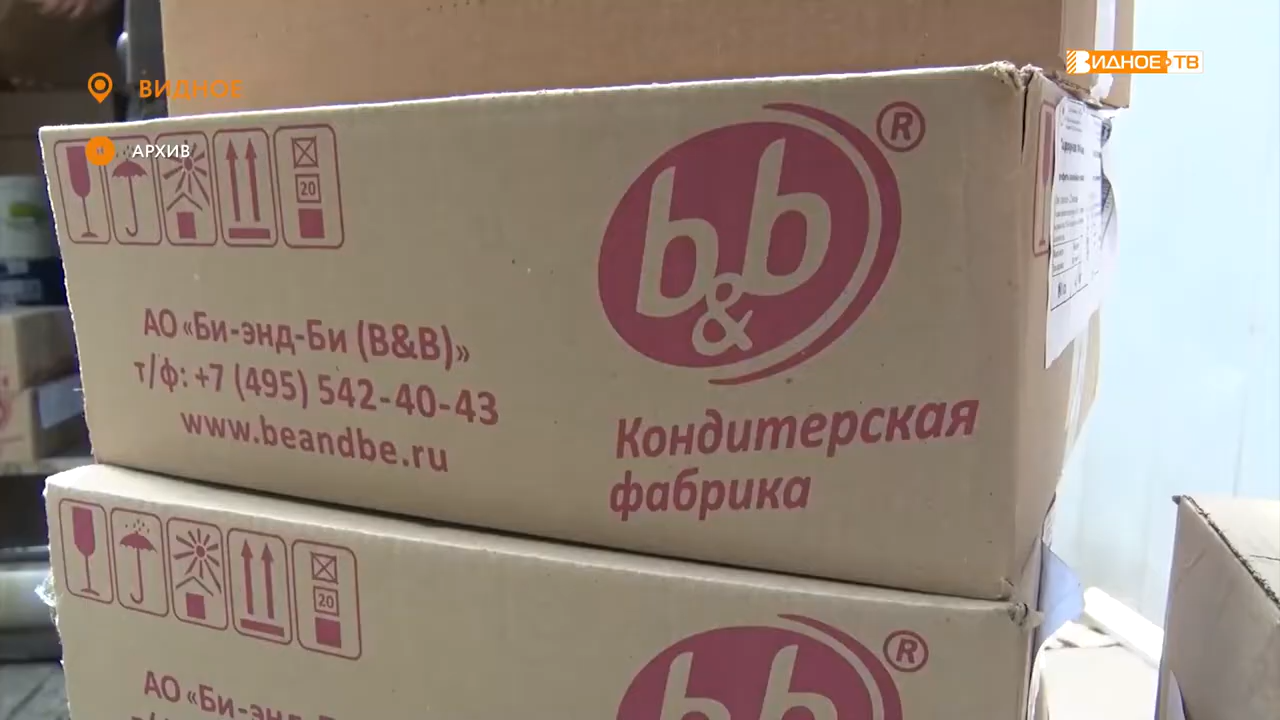 ВИДНОЕ
АРХИВ
ВИДНОЕ ТВ
20
b&b ®
АО «Би-энд-Би (B&B)»
т/ф: +7 (495) 542-40-43
www.beandbe.ru
Кондитерская
фабрика
20
b&b ®
АО «Би-энд-Б